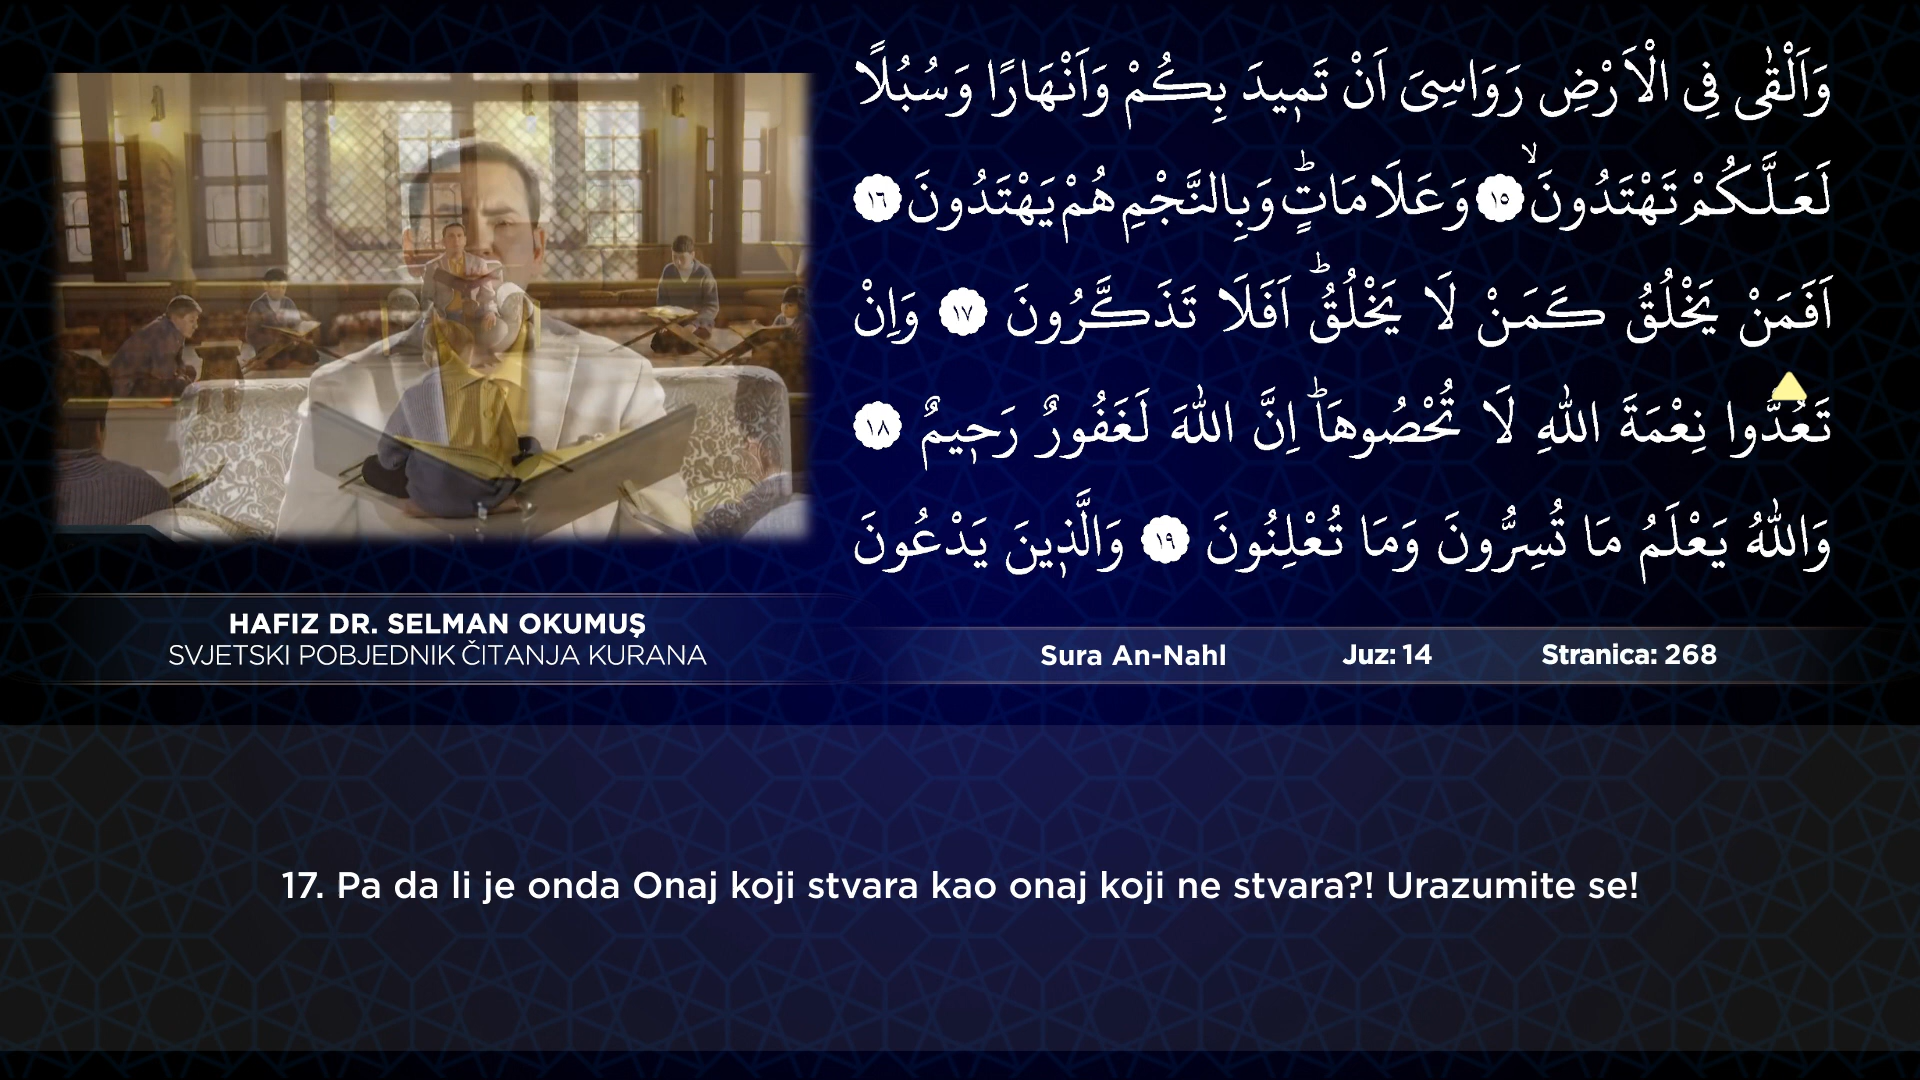 وَاَلْقٰى فِى الْاَرْضِ رَوَاسِىَ اَنْ تَم۪يدَ بِكُمْ وَاَنْهَارًا وَسُبُلًا
لَعَلَّكُمْ تَهْتَدُونَۙ ١٥ وَعَلَامَاتٍۜ وَبِالنَّجْمِ هُمْ يَهْتَدُونَ ١٦
اَفَمَنْ يَخْلُقُ كَمَنْ لَا يَخْلُقُۜ اَفَلَا تَذَكَّرُونَ ١٧ وَاِنْ
تَعُدُّوا نِعْمَةَ اللّٰهِ لَا تُحْصُوهَاۜ اِنَّ اللّٰهَ لَغَفُورٌ رَح۪يمٌ ١٨
وَاللّٰهُ يَعْلَمُ مَا تُسِرُّونَ وَمَا تُعْلِنُونَ ١٩ وَالَّذ۪ينَ يَدْعُونَ
HAFIZ DR. SELMAN OKUMUŞ
SVJETSKI POBJEDNIK ČITANJA KURANA
Sura An-Nahl Juz: 14 Stranica: 268
17. Pa da li je onda Onaj koji stvara kao onaj koji ne stvara?! Urazumite se!